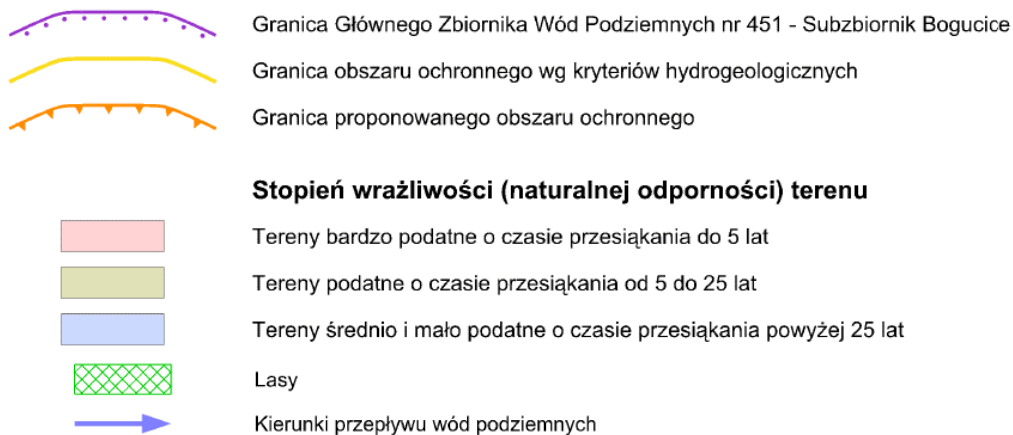 Granica Głównego Zbiornika Wód Podziemnych nr 451 - Subzbiornik Bogucice
Granica obszaru ochronnego wg kryteriów hydrogeologicznych
Granica proponowanego obszaru ochronnego
Stopień wrażliwości (naturalnej odporności) terenu
Tereny bardzo podatne o czasie przesiąkania do 5 lat
Tereny podatne o czasie przesiąkania od 5 do 25 lat
Tereny średnio i mało podatne o czasie przesiąkania powyżej 25 lat
Lasy
Kierunki przepływu wód podziemnych